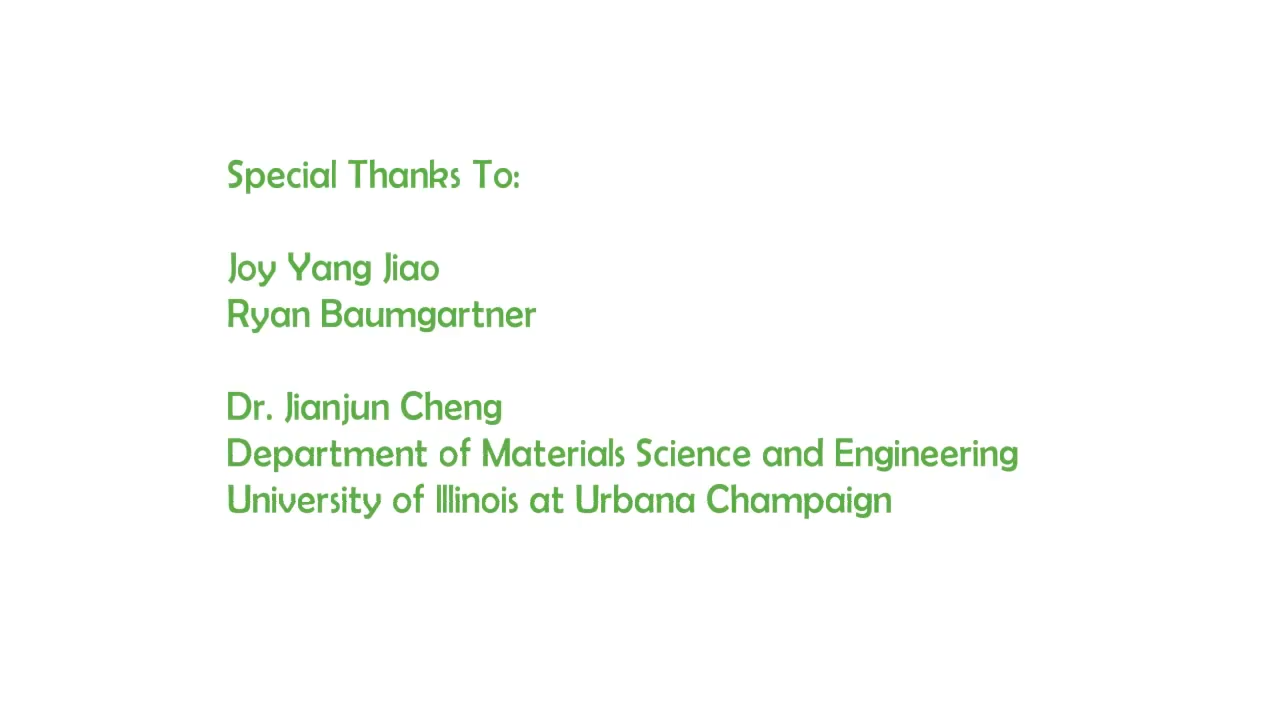 Special Thanks To:
Joy Yang Jiao
Ryan Baumgartner
Dr. Jianjun Cheng
Department of Materials Science and Engineering
University of Illinois at Urbana Champaign